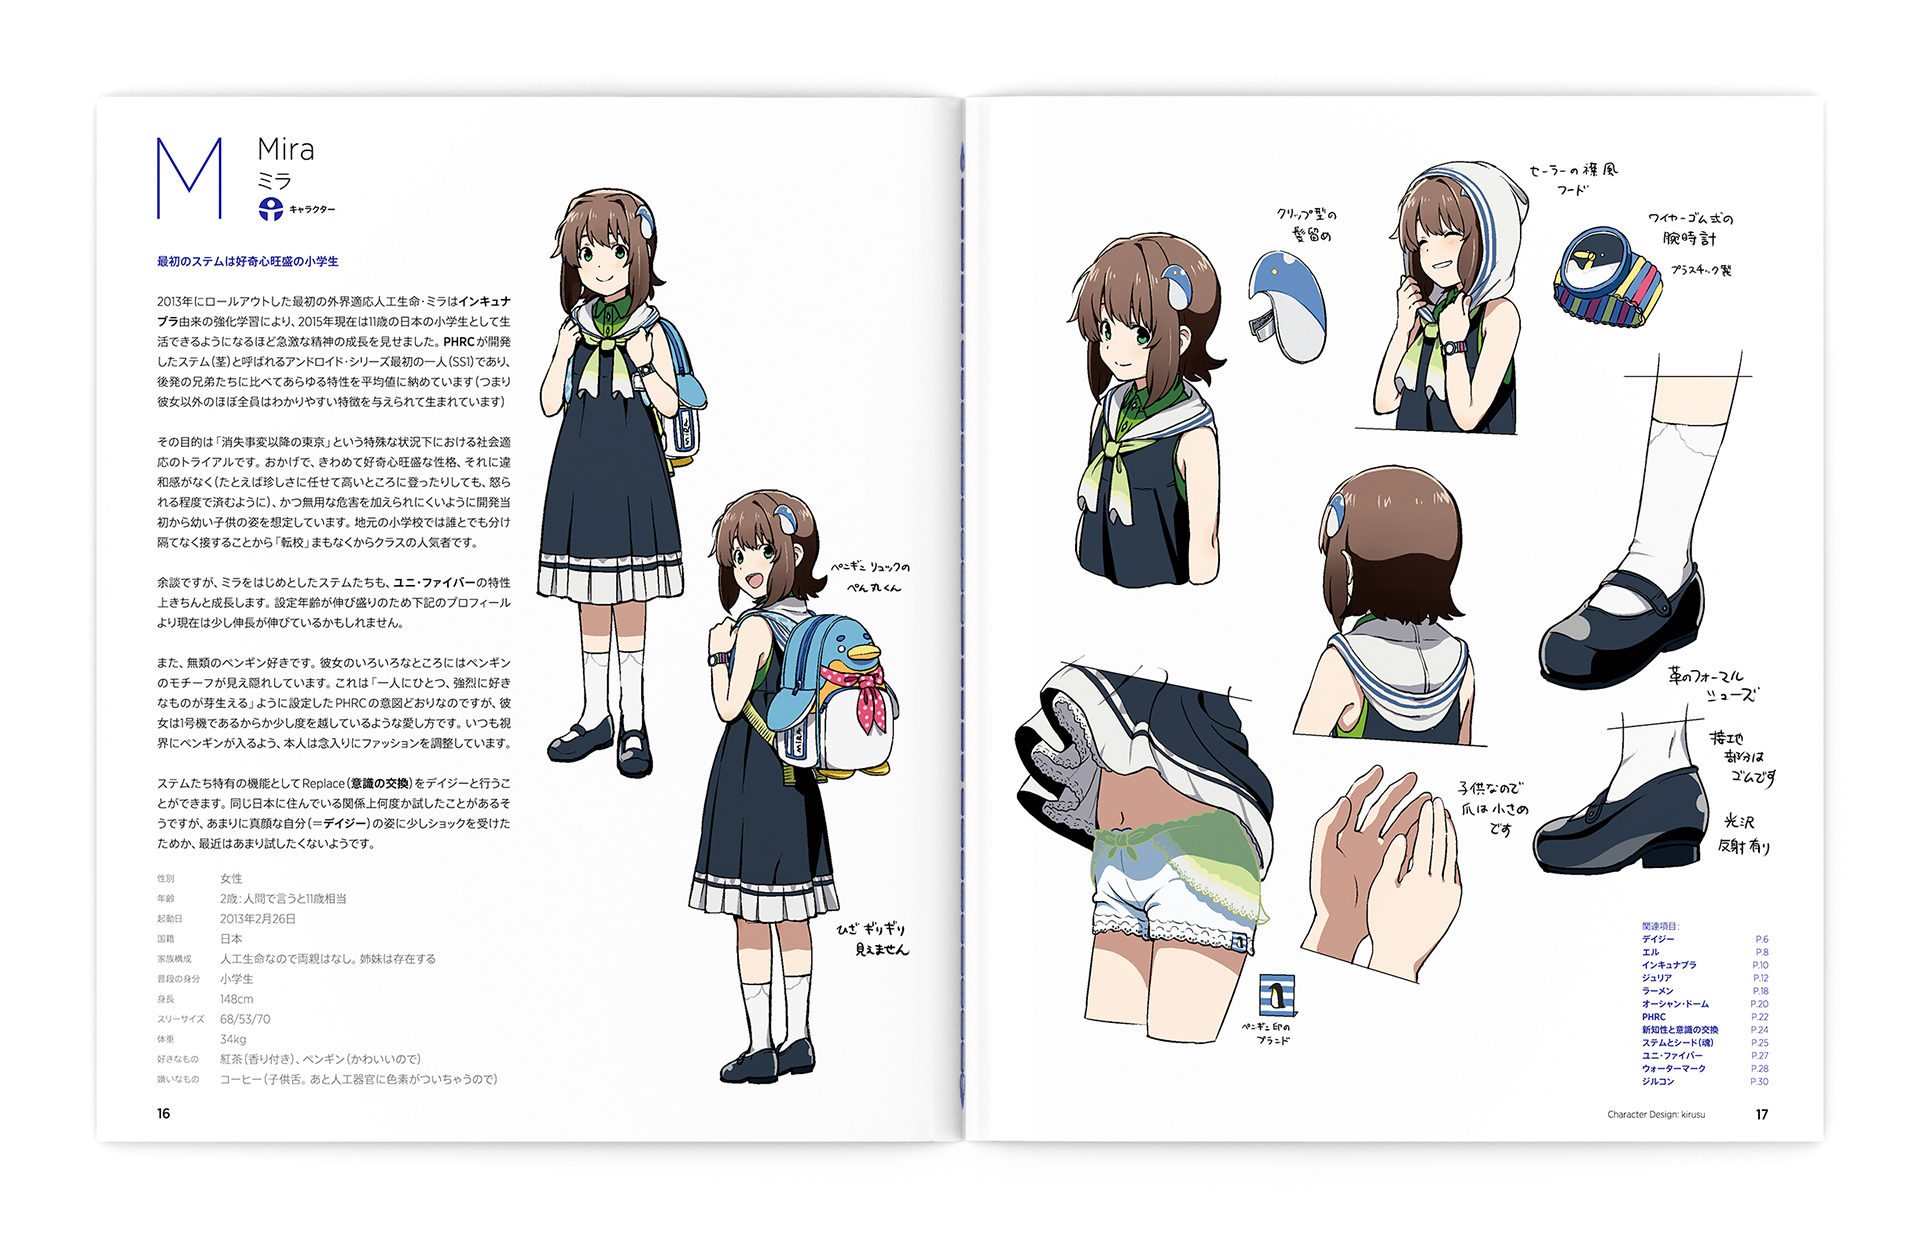 M
Mira
ミラ
キャラクター
最初のステムは好奇心旺盛の小学生
2013年にロールアウトした最初の外界適応人工生命・ミラはインキュナ
ブラ由来の強化学習により、2015年現在は11歳の日本の小学生として生
活できるようになるほど急激な精神の成長を見せました。PHRCが開発
したステム（茎）と呼ばれるアンドロイド・シリーズ最初の一人（SS1）であり、
後発の兄弟たちに比べてあらゆる特性を平均値に納めています（つまり
彼女以外のほぼ全員はわかりやすい特徴を与えられて生まれています）
その目的は「消失事変以降の東京」という特殊な状況下における社会適
応のトライアルです。おかげで、きわめて好奇心旺盛な性格、それに違
和感がなく（たとえば珍しさに任せて高いところに登ったりしても、怒ら
れる程度で済むように）、かつ無用な危害を加えられにくいように開発当
初から幼い子供の姿を想定しています。地元の小学校では誰とでも分け
隔てなく接することから「転校」まもなくからクラスの人気者です。
余談ですが、ミラをはじめとしたステムたちも、ユニ・ファイバーの特性
上きちんと成長します。設定年齢が伸び盛りのため下記のプロフィール
より現在は少し伸長が伸びているかもしれません。
また、無類のペンギン好きです。彼女のいろいろなところにはペンギン
のモチーフが見え隠れしています。これは「一人にひとつ、強烈に好き
なものが芽生える」ように設定したPHRCの意図どおりなのですが、彼
女は1号機であるからか少し度を越しているような愛し方です。いつも視
界にペンギンが入るよう、本人は念入りにファッションを調整しています。
ステムたち特有の機能としてReplace（意識の交換）をデイジーと行うこ
とができます。同じ日本に住んでいる関係上何度か試したことがあるそ
うですが、あまりに真顔な自分（＝デイジー）の姿に少しショックを受けた
ためか、最近はあまり試したくないようです。
性別 女性
年齢 2歳：人間で言うと11歳相当
起動日 2013年2月26日
国籍 日本
家族構成 人工生命なので両親はなし。姉妹は存在する
普段の身分 小学生
身長 148cm
スリーサイズ 68/53/70
体重 34kg
好きなもの 紅茶（香り付き）、ペンギン（かわいいので）
嫌いなもの コーヒー（子供舌。あと人工器官に色素がついちゃうので）
16
ペンギンリュックの
ぺん丸くん
MIRA
ひざギリギリ
見えません
クリップ型の
髪留め
セーラーの襟風
フード
ワイヤーゴム式の
腕時計
プラスチック製
革のフォーマル
シューズ
接地
部分は
ゴムです
光沢
反射有り
子供なので
爪は小さめ
です
ペンギン印の
ブランド
関連項目：
デイジー P.6
エル P.8
インキュナブラ P.10
ジュリア P.12
ラーメン P.18
オーシャン・ドーム P.20
PHRC P.22
新知性と意識の交換 P.24
ステムとシード（魂） P.25
ユニ・ファイバー P.27
ウォーターマーク P.28
ジルコン P.30
Character Design: kirusu
17